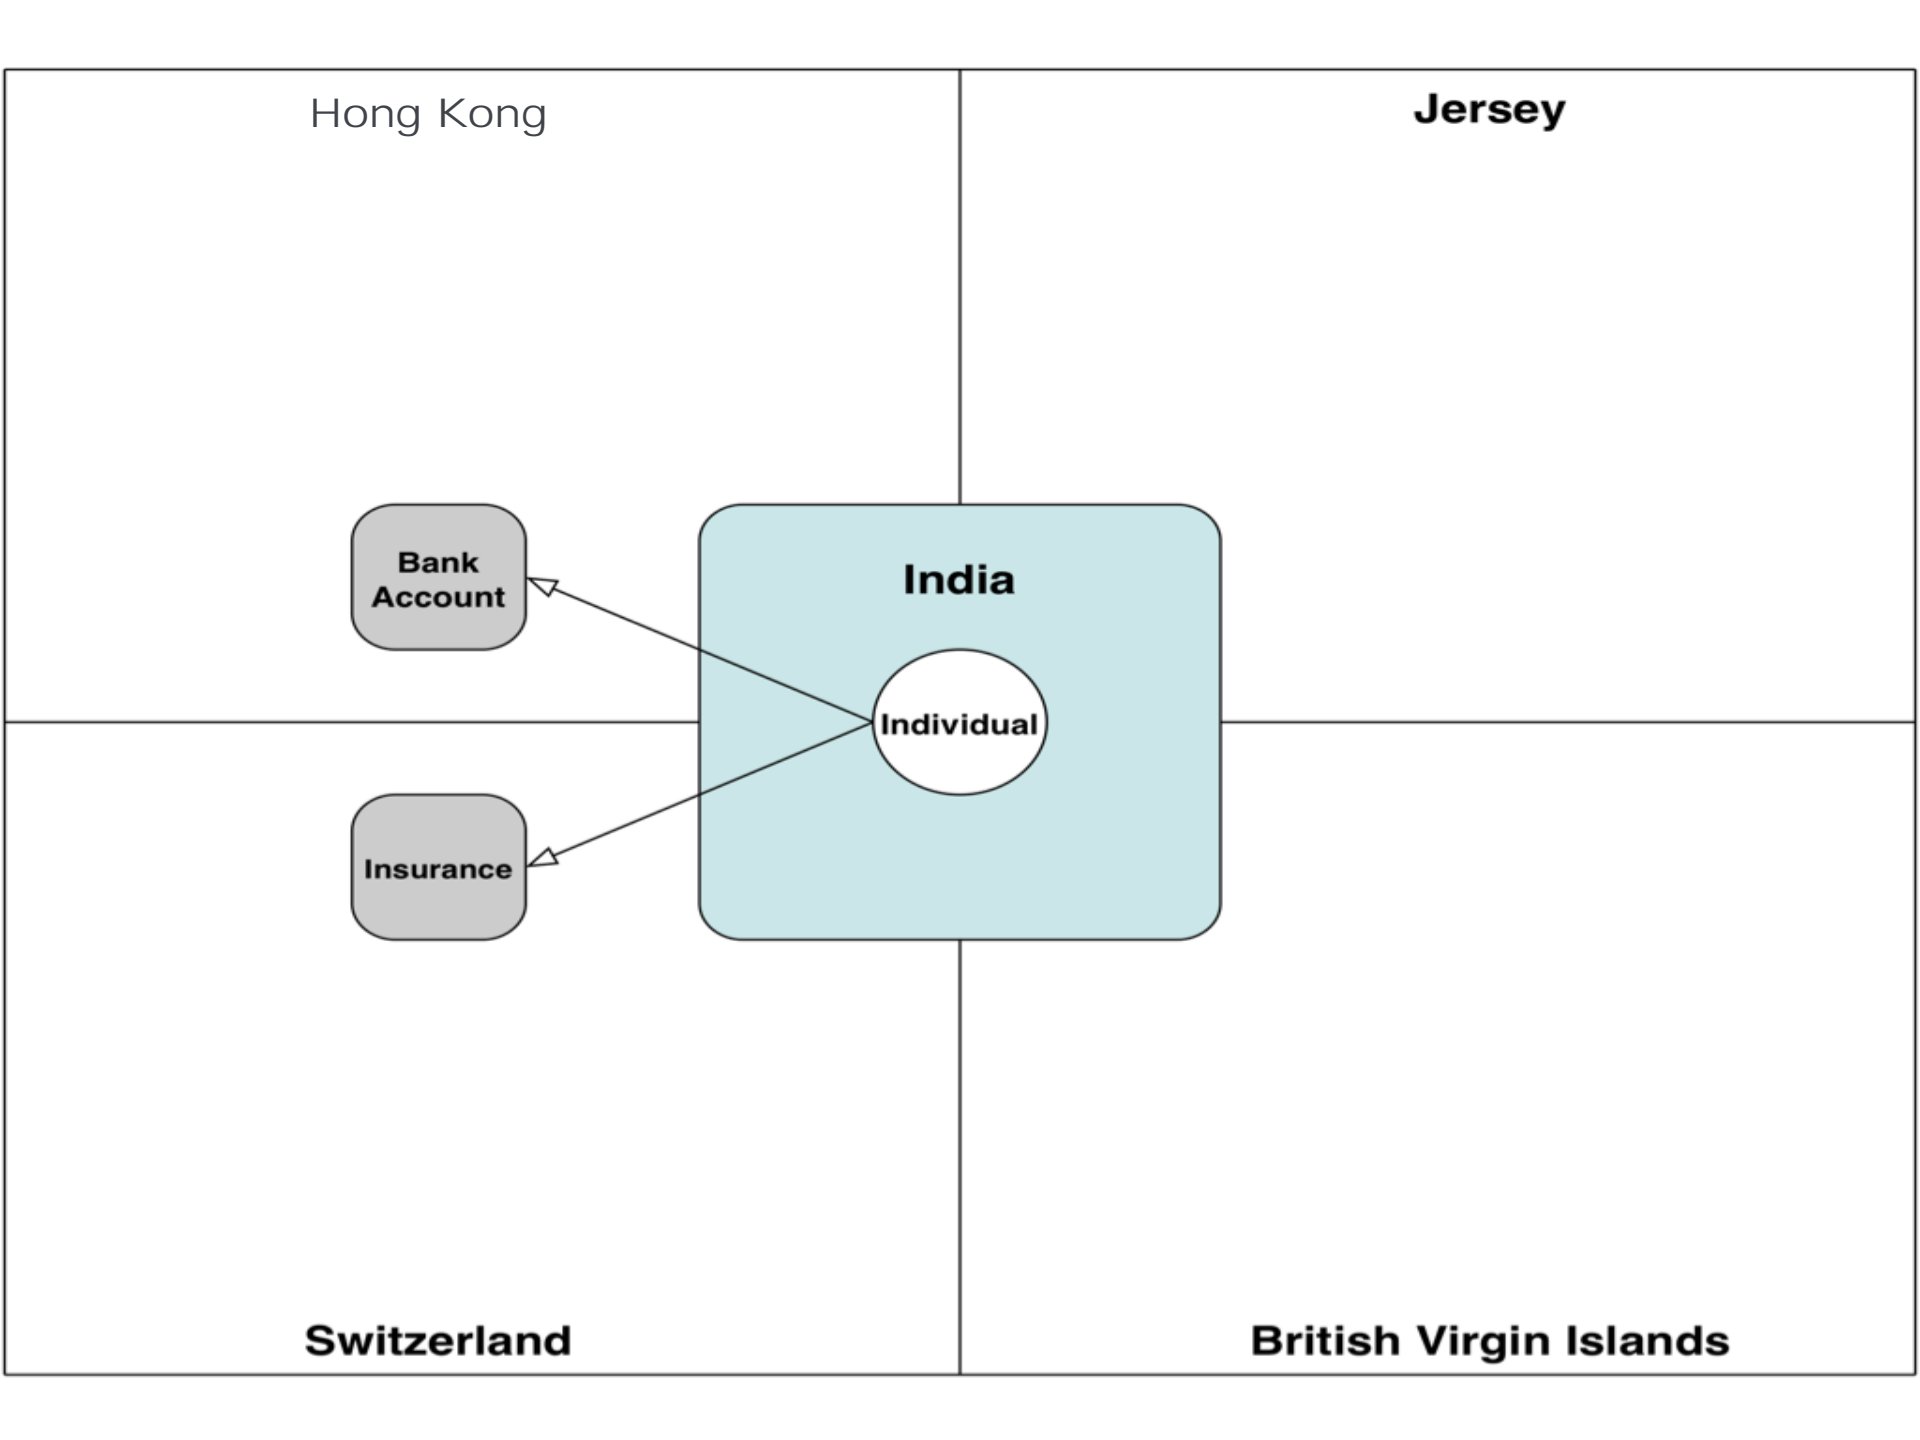 Hong Kong
Jersey
Bank
Account
India
Individual
Insurance
Switzerland
British Virgin Islands